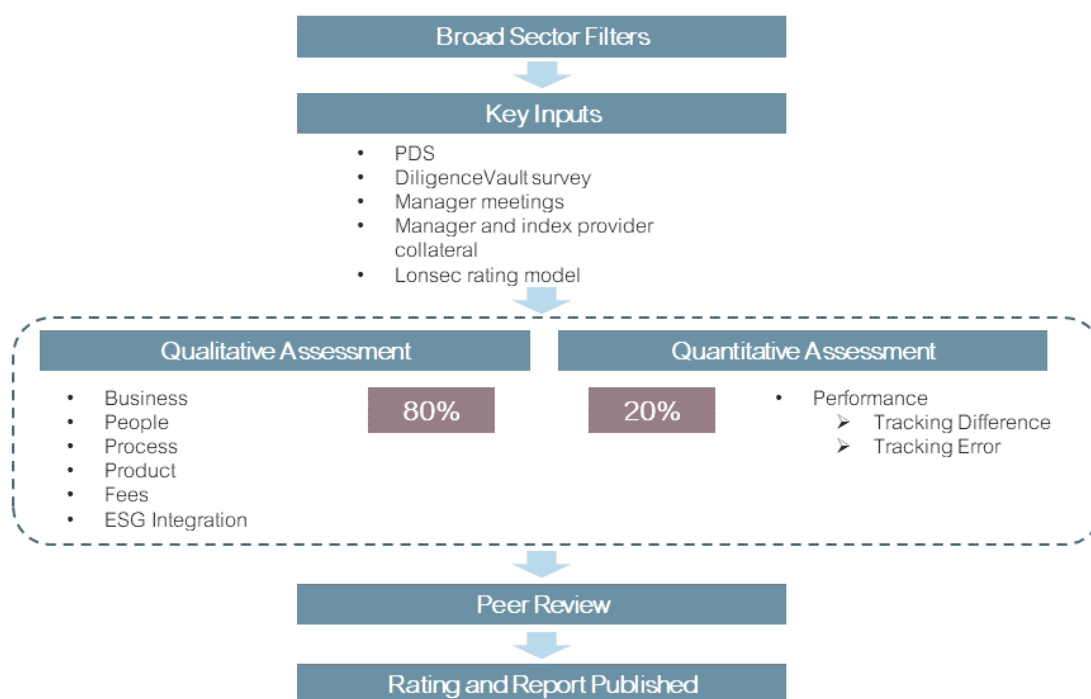 Broad Sector Filters
Key Inputs
• PDS
• DiligenceVault survey
• Manager meetings
• Manager and index provider
collateral
• Lonsec rating model
Qualitative Assessment
• Business
• People
• Process
• Product
• Fees
• ESG Integration
80%
Quantitative Assessment
20%
• Performance
➢ Tracking Difference
➢ Tracking Error
Peer Review
Rating and Report Published